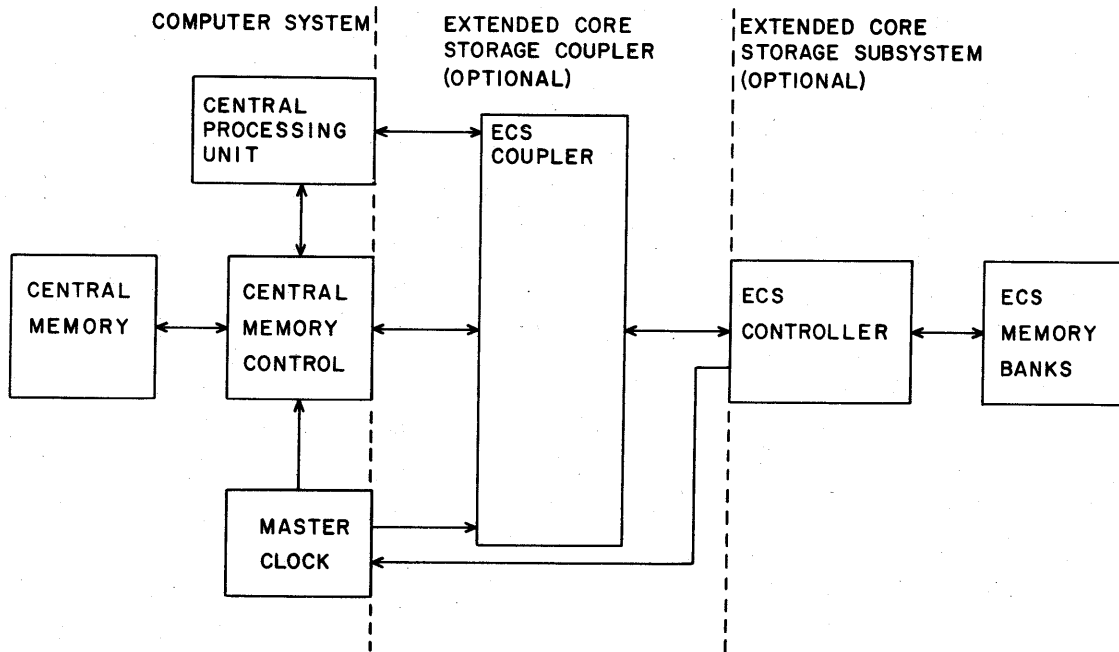 COMPUTER SYSTEM
EXTENDED CORE
STORAGE COUPLER
(OPTIONAL)
EXTENDED CORE
STORAGE SUBSYSTEM
(OPTIONAL)
CENTRAL
PROCESSING
UNIT
ECS
COUPLER
CENTRAL
MEMORY
CENTRAL
MEMORY
CONTROL
ECS
CONTROLLER
ECS
MEMORY
BANKS
MASTER
CLOCK